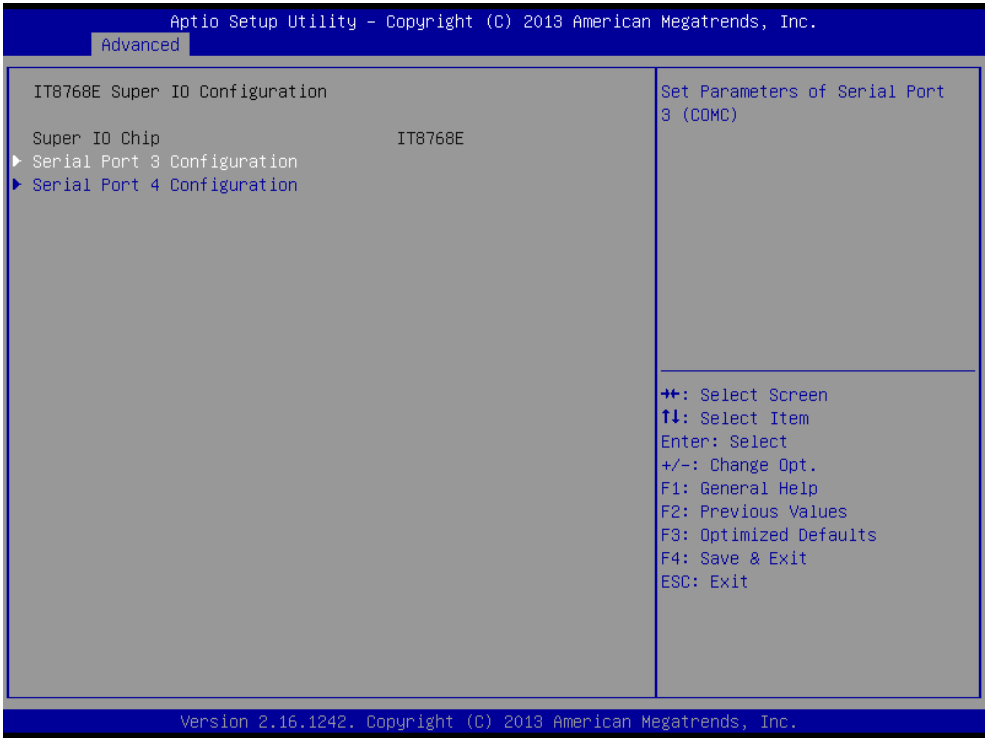 Aptio Setup Utility – Copyright (C) 2013 American Megatrends, Inc.
Advanced
IT8768E Super IO Configuration
Super IO Chip IT8768E
Serial Port 3 Configuration
Serial Port 4 Configuration
Set Parameters of Serial Port
3 (COMC)
→←: Select Screen
↑↓: Select Item
Enter: Select
+/-: Change Opt.
F1: General Help
F2: Previous Values
F3: Optimized Defaults
F4: Save & Exit
ESC: Exit
Version 2.16.1242. Copyright (C) 2013 American Megatrends, Inc.